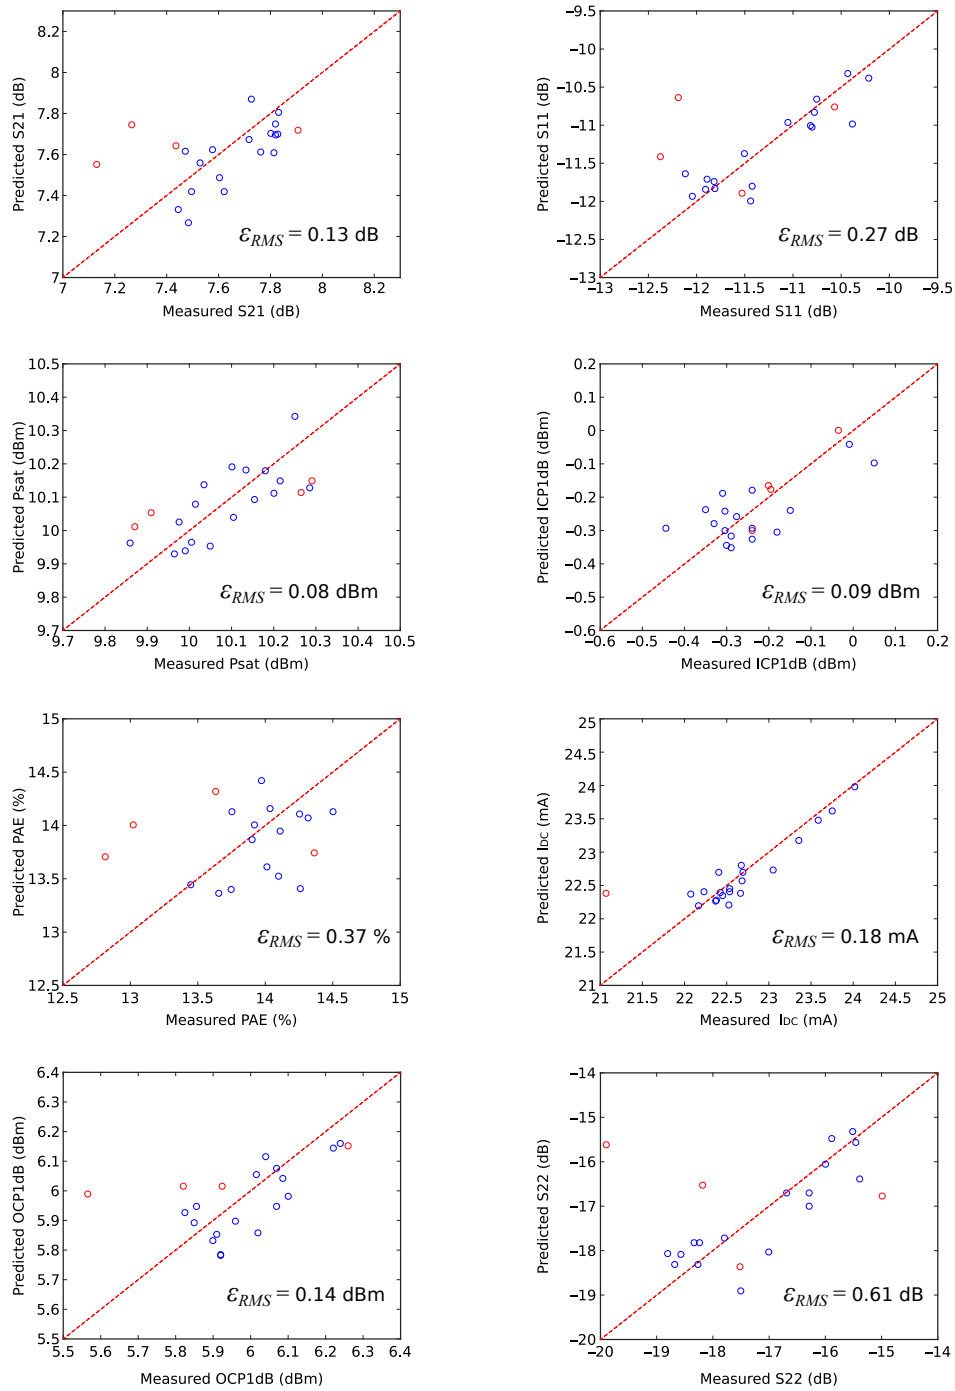 8.2
8
7.8
7.6
7.4
7.2
7
7 7.2 7.4 7.6 7.8 8 8.2
Predicted S21 (dB)
Measured S21 (dB)
εRMS = 0.13 dB
−9.5
−10
−10.5
−11
−11.5
−12
−12.5
−13
−13 −12.5 −12 −11.5 −11 −10.5 −10 −9.5
Predicted S11 (dB)
Measured S11 (dB)
εRMS = 0.27 dB
10.5
10.4
10.3
10.2
10.1
10
9.9
9.8
9.7
9.7 9.8 9.9 10 10.1 10.2 10.3 10.4 10.5
Predicted Psat (dBm)
Measured Psat (dBm)
εRMS = 0.08 dBm
0.2
0.1
0
−0.1
−0.2
−0.3
−0.4
−0.5
−0.6
−0.6 −0.5 −0.4 −0.3 −0.2 −0.1 0 0.1 0.2
Predicted ICP1dB (dBm)
Measured ICP1dB (dBm)
εRMS = 0.09 dBm
15
14.5
14
13.5
13
12.5
12.5 13 13.5 14 14.5 15
Predicted PAE (%)
Measured PAE (%)
εRMS = 0.37 %
25
24.5
24
23.5
23
22.5
22
21.5
21
21 21.5 22 22.5 23 23.5 24 24.5 25
Predicted IDC (mA)
Measured IDC (mA)
εRMS = 0.18 mA
6.4
6.3
6.2
6.1
6
5.9
5.8
5.7
5.6
5.5
5.5 5.6 5.7 5.8 5.9 6 6.1 6.2 6.3 6.4
Predicted OCP1dB (dBm)
Measured OCP1dB (dBm)
εRMS = 0.14 dBm
−14
−15
−16
−17
−18
−19
−20
−20 −19 −18 −17 −16 −15 −14
Predicted S22 (dB)
Measured S22 (dB)
εRMS = 0.61 dB